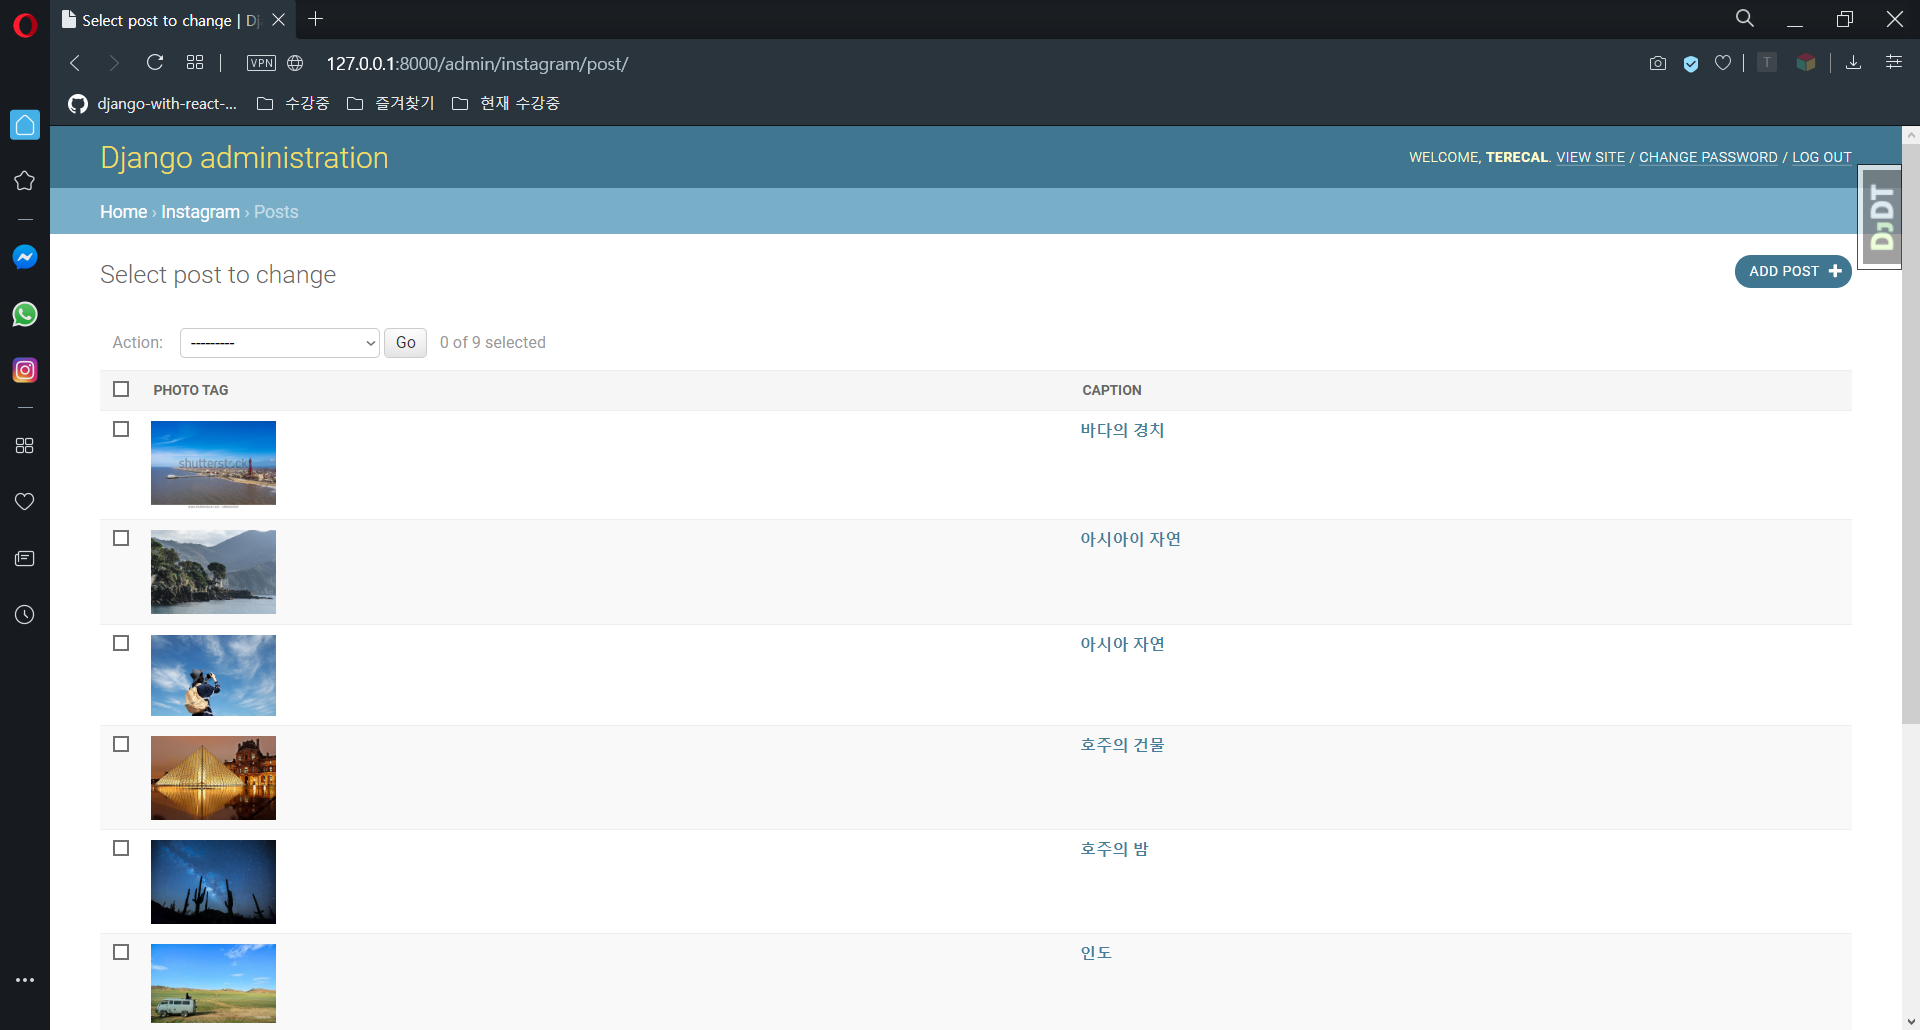 Select post to change | Dj
VPN
127.0.0.1:8000/admin/instagram/post/
T
django-with-react-... 수강중 즐겨찾기 현재 수강중
Django administration
WELCOME, TERECAL. VIEW SITE / CHANGE PASSWORD / LOG OUT
Home › Instagram › Posts
DJDT
Select post to change
ADD POST +
Action: --------- Go 0 of 9 selected
PHOTO TAG CAPTION
shutterstock
바다의 경치
아시아이 자연
아시아 자연
호주의 건물
호주의 밤
인도